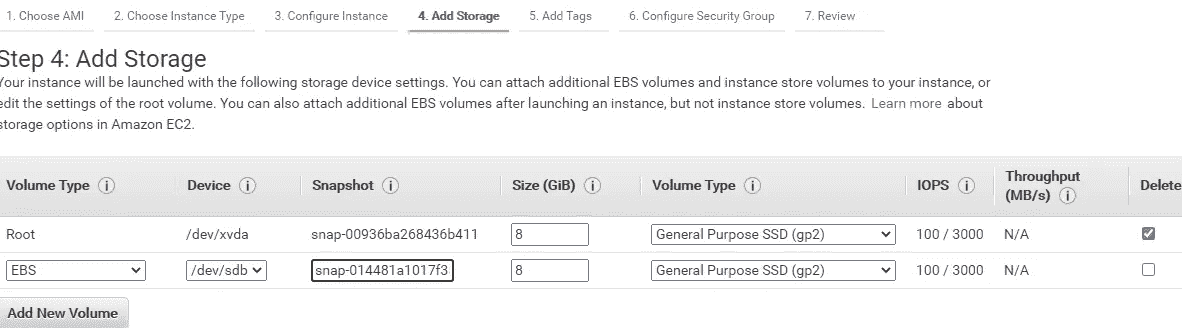 1. Choose AMI 2. Choose Instance Type 3. Configure Instance 4. Add Storage 5. Add Tags 6. Configure Security Group 7. Review
Step 4: Add Storage
Your instance will be launched with the following storage device settings. You can attach additional EBS volumes and instance store volumes to your instance, or
edit the settings of the root volume. You can also attach additional EBS volumes after launching an instance, but not instance store volumes. Learn more about
storage options in Amazon EC2.
Volume Type i Device i Snapshot i Size (GiB) i Volume Type i IOPS i Throughput (MB/s) i Delete
Root /dev/xvda snap-00936ba268436b411 8 General Purpose SSD (gp2) 100 / 3000 N/A
EBS /dev/sdb snap-014481a1017f3 8 General Purpose SSD (gp2) 100 / 3000 N/A
Add New Volume